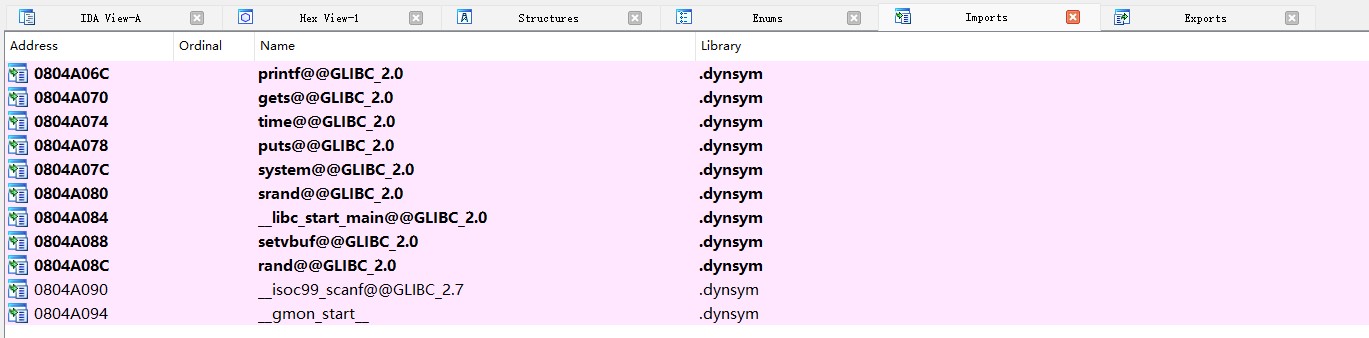 IDA View-A Hex View-1 Structures Enums Imports Exports
Address Ordinal Name Library
0804A06C printf@@GLIBC_2.0 .dynsym
0804A070 gets@@GLIBC_2.0 .dynsym
0804A074 time@@GLIBC_2.0 .dynsym
0804A078 puts@@GLIBC_2.0 .dynsym
0804A07C system@@GLIBC_2.0 .dynsym
0804A080 srand@@GLIBC_2.0 .dynsym
0804A084 __libc_start_main@@GLIBC_2.0 .dynsym
0804A088 setvbuf@@GLIBC_2.0 .dynsym
0804A08C rand@@GLIBC_2.0 .dynsym
0804A090 __isoc99_scanf@@GLIBC_2.7 .dynsym
0804A094 __gmon_start__ .dynsym